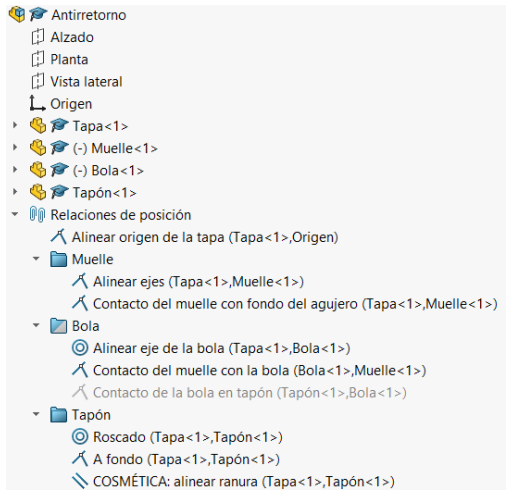 Antirretorno
Alzado
Planta
Vista lateral
Origen
Tapa<1>
(-) Muelle<1>
(-) Bola<1>
Tapón<1>
Relaciones de posición
Alinear origen de la tapa (Tapa<1>,Origen)
Muelle
Alinear ejes (Tapa<1>,Muelle<1>)
Contacto del muelle con fondo del agujero (Tapa<1>,Muelle<1>)
Bola
Alinear eje de la bola (Tapa<1>,Bola<1>)
Contacto del muelle con la bola (Bola<1>,Muelle<1>)
Contacto de la bola en tapón (Tapón<1>,Bola<1>)
Tapón
Roscado (Tapa<1>,Tapón<1>)
A fondo (Tapa<1>,Tapón<1>)
COSMÉTICA: alinear ranura (Tapa<1>,Tapón<1>)